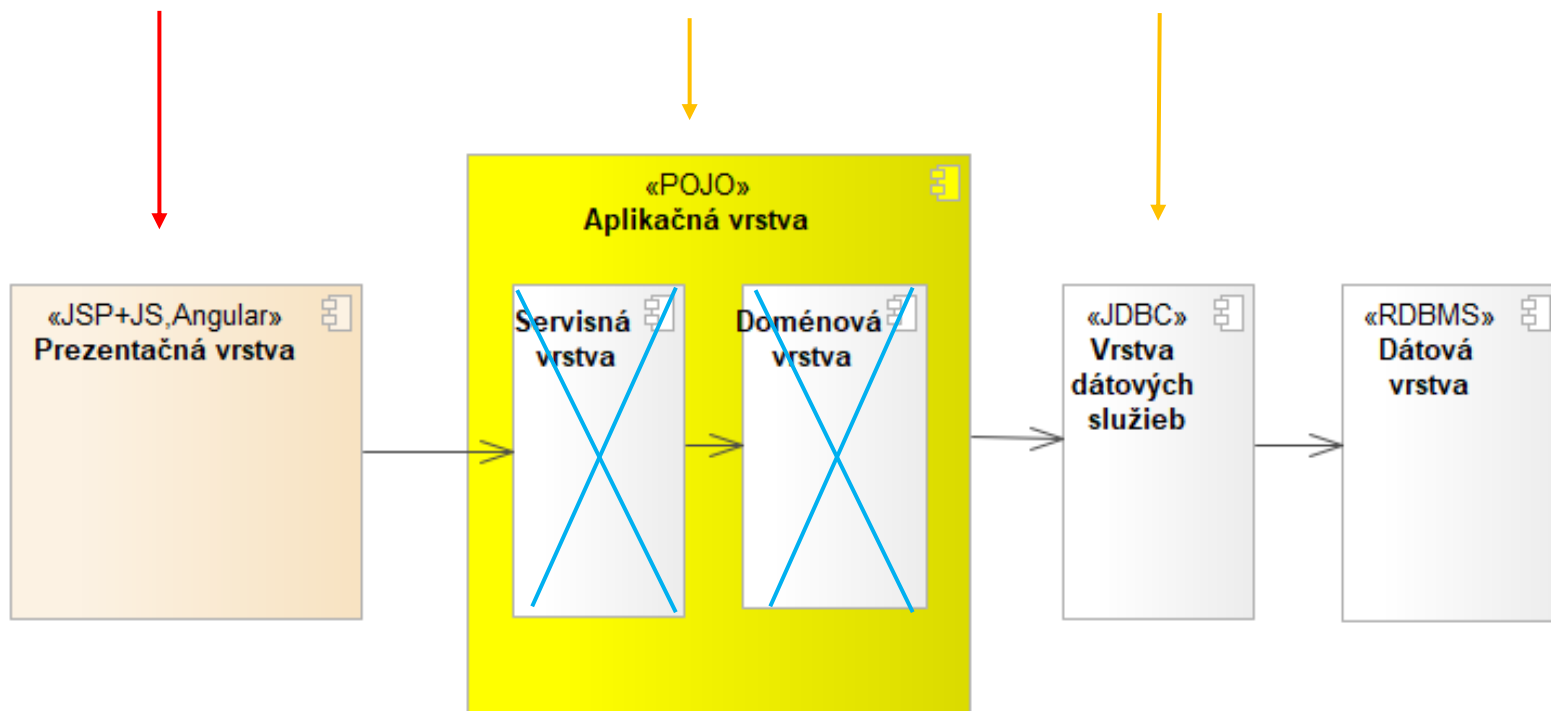 «POJO»
Aplikačná vrstva
«JSP+JS,Angular»
Prezentačná vrstva
Servisná
vrstva
Doménová
vrstva
«JDBC»
Vrstva
dátových
služieb
«RDBMS»
Dátová
vrstva